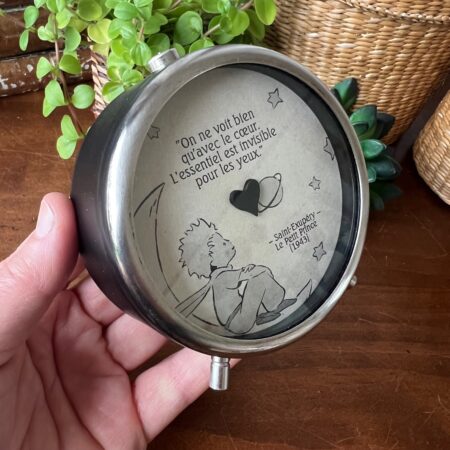 "On ne voit bien
qu'avec le cœur.
L'essentiel est invisible
pour les yeux."
- Saint-Exupéry -
Le Petit Prince
(1943)